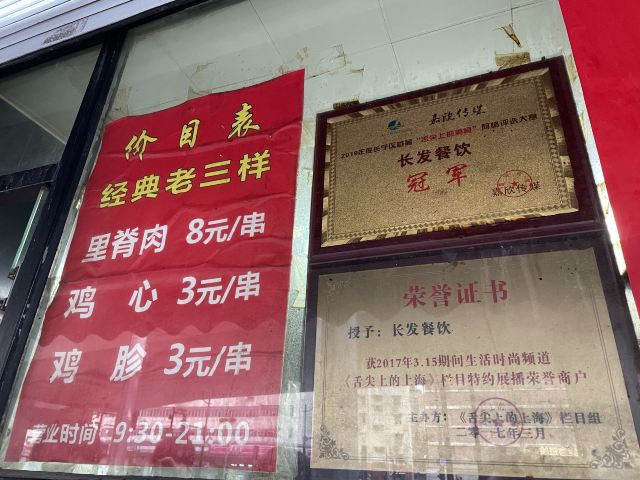 价目表
经典老三样
里脊肉 8元/串
鸡心 3元/串
鸡胗 3元/串
营业时间 9:30-21:00
嘉欣传媒
长发餐饮
冠军
嘉欣传媒
荣誉证书
授予：长发餐饮
获2017年3.15期间生活时尚频道
《舌尖上的上海》栏目特约展播荣誉商户
主办方：《舌尖上的上海》栏目组
二〇一七年三月